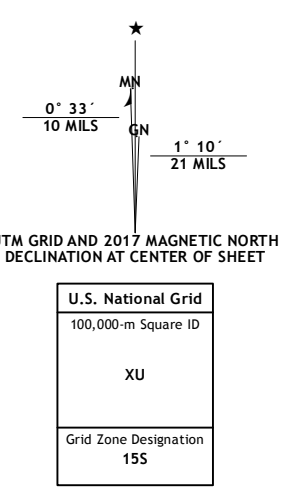 ★
MN
0° 33´
10 MILS
GN
1° 10´
21 MILS
UTM GRID AND 2017 MAGNETIC NORTH
DECLINATION AT CENTER OF SHEET
U.S. National Grid
100,000-m Square ID
XU
Grid Zone Designation
15S